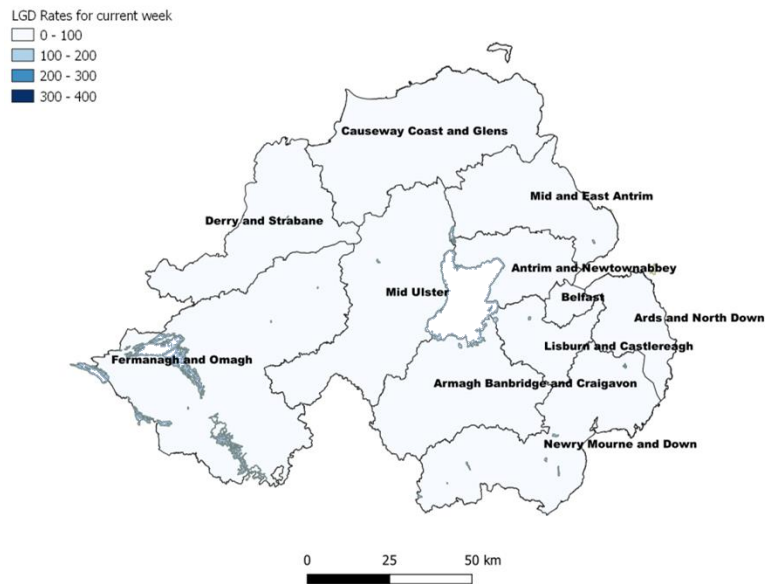 LGD Rates for current week
0 - 100
100 - 200
200 - 300
300 - 400
Causeway Coast and Glens
Mid and East Antrim
Derry and Strabane
Antrim and Newtownabbey
Mid Ulster
Belfast
Ards and North Down
Lisburn and Castlereagh
Fermanagh and Omagh
Armagh Banbridge and Craigavon
Newry Mourne and Down
0 25 50 km